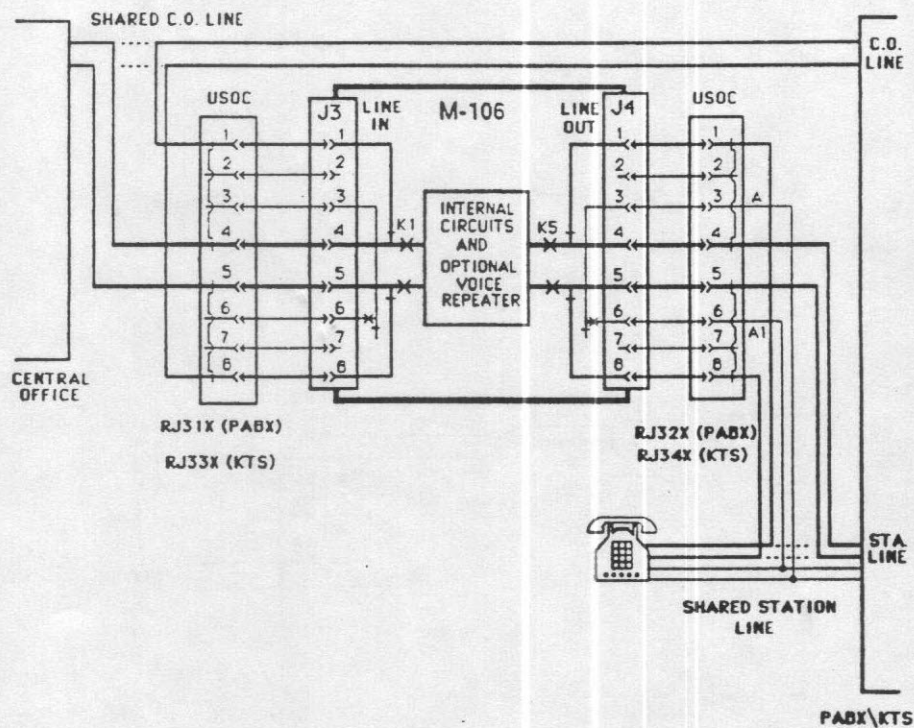 SHARED C.O. LINE
C.O.
LINE
USOC
J3
LINE
IN
M-106
LINE
OUT
J4
USOC
1
2
3
4
5
6
7
8
1
2
3
4
5
6
7
8
K1
INTERNAL
CIRCUITS
AND
OPTIONAL
VOICE
REPEATER
K5
1
2
3
4
5
6
7
8
1
2
3
4
5
6
7
8
A
A1
CENTRAL
OFFICE
RJ31X (PABX)
RJ33X (KTS)
RJ32X (PABX)
RJ34X (KTS)
STA.
LINE
SHARED STATION
LINE
PABX\KTS